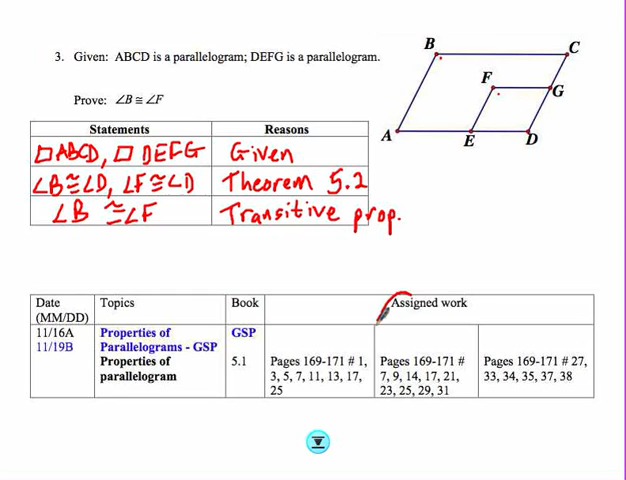 3. Given: ABCD is a parallelogram; DEFG is a parallelogram.
Prove: ∠B ≅ ∠F
B
C
F
G
A
E
D
Statements Reasons
▱ABCD, ▱ DEFG Given
∠B≅∠D, ∠F≅∠D Theorem 5.2
∠B ≅∠F Transitive prop.
Date (MM/DD) Topics Book Assigned work
11/16A Properties of GSP
11/19B Parallelograms - GSP
Properties of 5.1 Pages 169-171 # 1, Pages 169-171 # Pages 169-171 # 27,
parallelogram 3, 5, 7, 11, 13, 17, 7, 9, 14, 17, 21, 33, 34, 35, 37, 38
25 23, 25, 29, 31